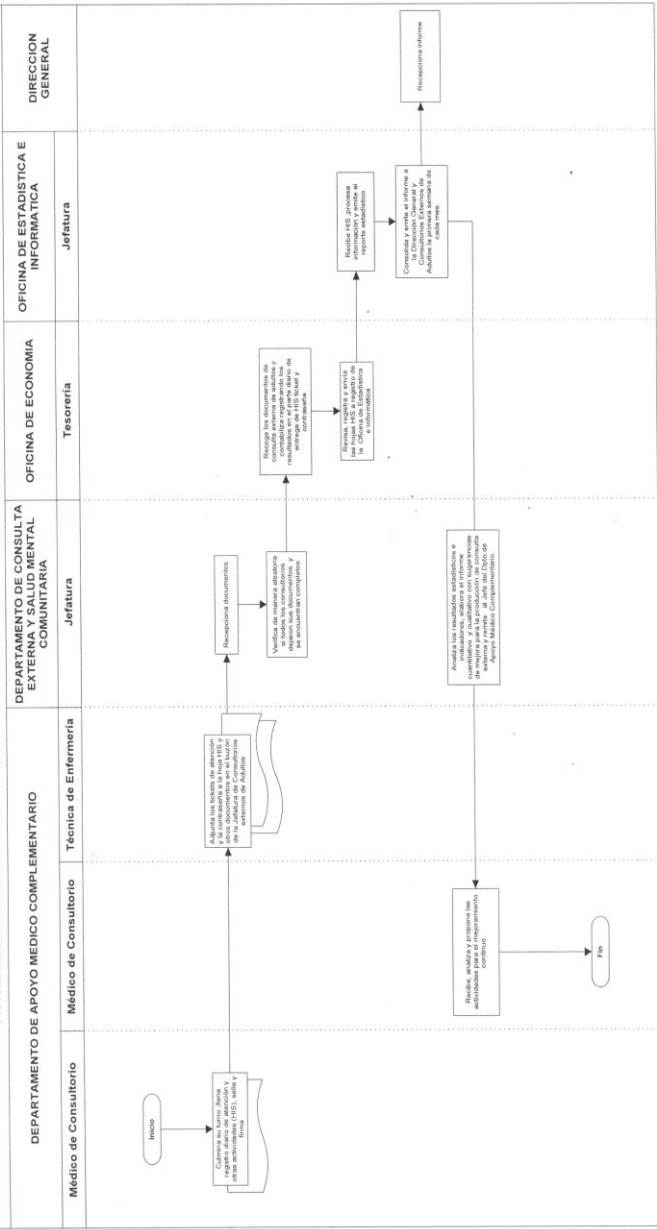 DEPARTAMENTO DE APOYO MEDICO COMPLEMENTARIO
DEPARTAMENTO DE CONSULTA
EXTERNA Y SALUD MENTAL
COMUNITARIA
OFICINA DE ECONOMIA
OFICINA DE ESTADISTICA E
INFORMATICA
DIRECCION
GENERAL
Médico de Consultorio
Médico de Consultorio
Técnica de Enfermería
Jefatura
Tesorería
Jefatura
Inicio
Culmina su turno ,llena
registro diario de atención y
otras actividades (HIS), sella y
firma
Adjunta los tickets de atención
y la contraseña a la hoja HIS y
otros documentos en el buzón
de la Jefatura de Consultorios
externos de Adultos
Recepciona documentos
Verifica de manera aleatoria
si todos los consultorios
dejaron sus documentos y
se encuentran completos
Recoge los documentos de
consulta externa de adultos y
contabiliza registrando los
resultados en el parte diario de
entrega de HIS ticket y
contraseña.
Revisa, registra y envía
las hojas HIS a registro de
la Oficina de Estadística
e Informática
Recibe HIS ,procesa
información y emite el
reporte estadístico.
Consolida y emite el informe a
la Dirección General y
Consultorios Externos de
Adultos la primera semana de
cada mes
Recepciona informe
Analiza los resultados estadísticos e
indicadores, elabora el informe
cuantitativo y cualitativo con sugerencias
de mejora para la producción de consulta
externa y remite al Jefe del Dpto de
Apoyo Médico Complementario.
Recibe, analiza y propone las
actividades para el mejoramiento
continuo.
Fin